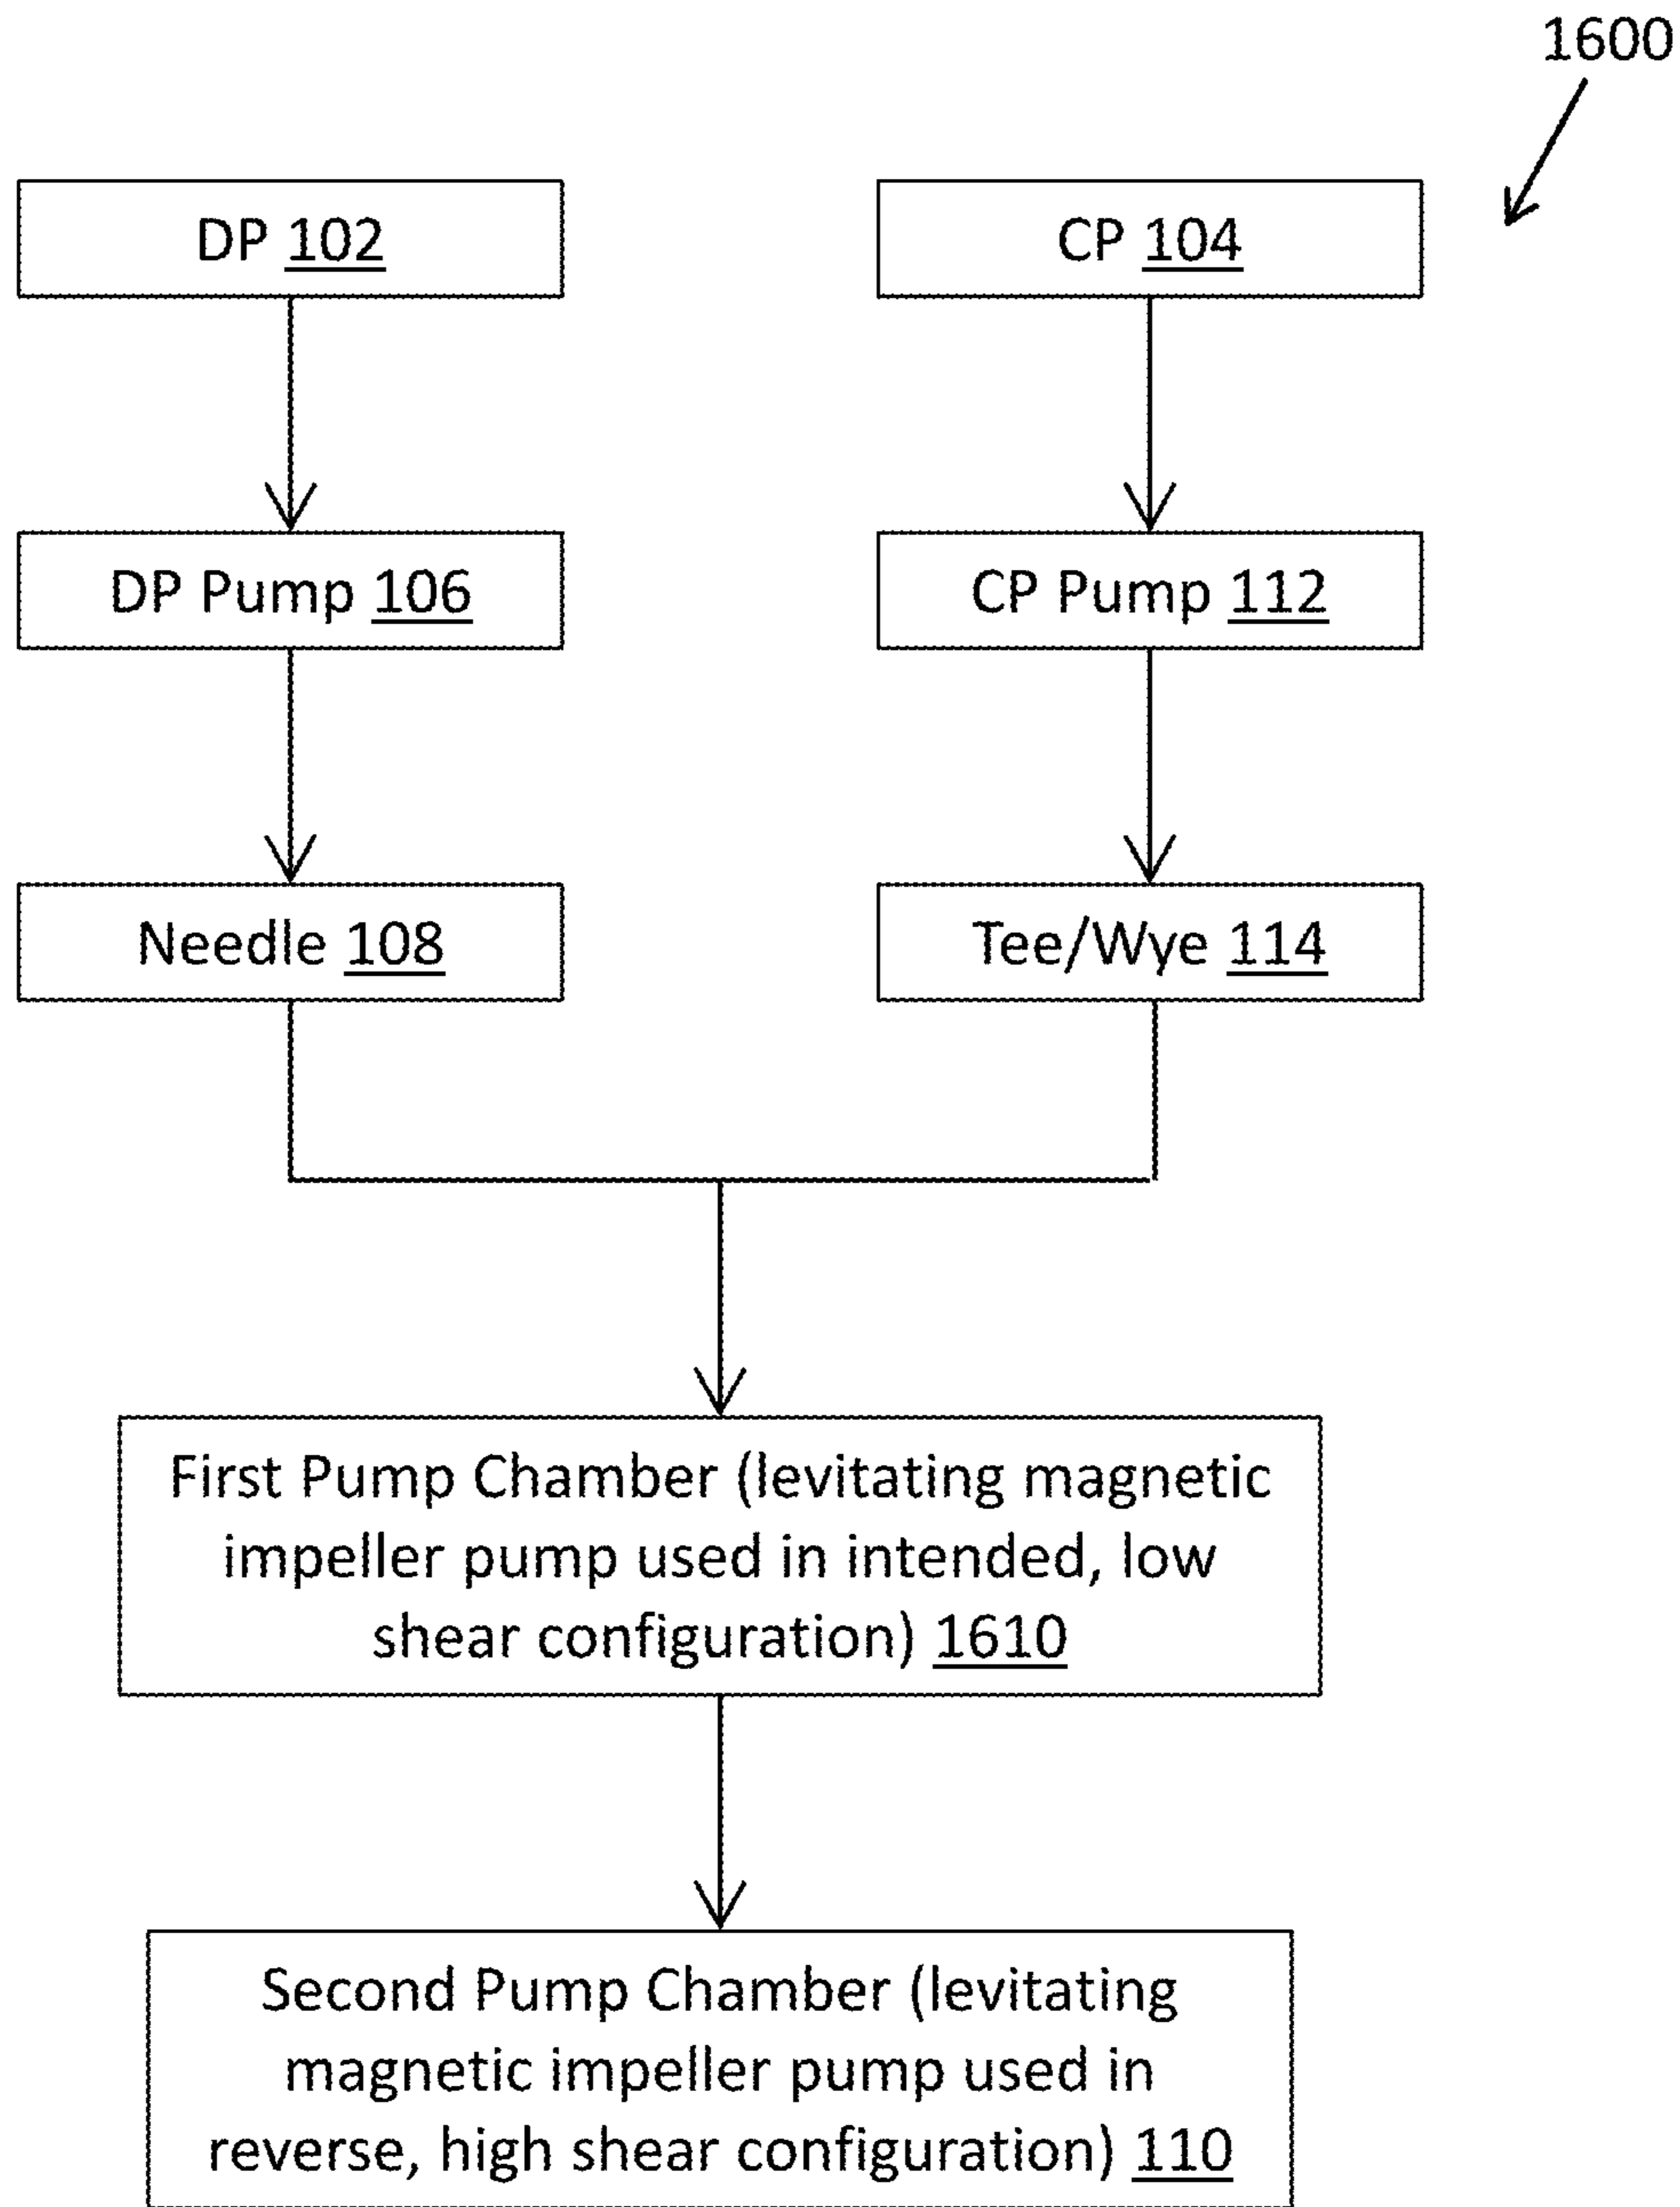 1600
DP 102
CP 104
DP Pump 106
CP Pump 112
Needle 108
Tee/Wye 114
First Pump Chamber (levitating magnetic
impeller pump used in intended, low
shear configuration) 1610
Second Pump Chamber (levitating
magnetic impeller pump used in
reverse, high shear configuration) 110